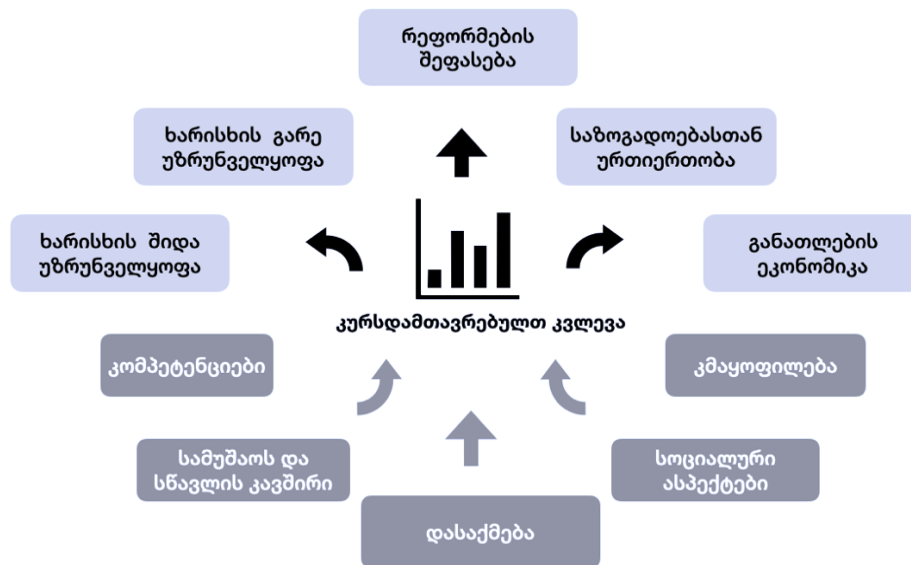 რეფორმების
შეფასება
ხარისხის გარე
უზრუნველყოფა
საზოგადოებასთან
ურთიერთობა
ხარისხის შიდა
უზრუნველყოფა
განათლების
ეკონომიკა
კურსდამთავრებულთ კვლევა
კომპეტენციები
კმაყოფილება
სამუშაოს და
სწავლის კავშირი
სოციალური
ასპექტები
დასაქმება